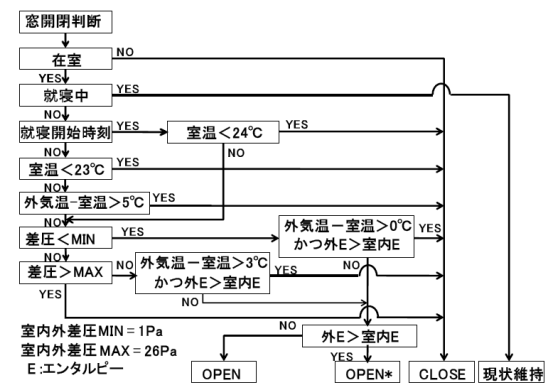 窓開閉判断
在室
NO
YES
就寝中
YES
NO
就寝開始時刻
YES
室温<24℃
YES
NO
NO
室温<23℃
YES
NO
外気温-室温>5℃
YES
NO
差圧<MIN
YES
外気温-室温>0℃
かつ外E>室内E
YES
NO
NO
差圧>MAX
NO
外気温-室温>3℃
かつ外E>室内E
YES
NO
YES
室内外差圧MIN=1Pa
室内外差圧MAX=26Pa
E:エンタルピー
NO
外E>室内E
YES
OPEN
OPEN*
CLOSE
現状維持